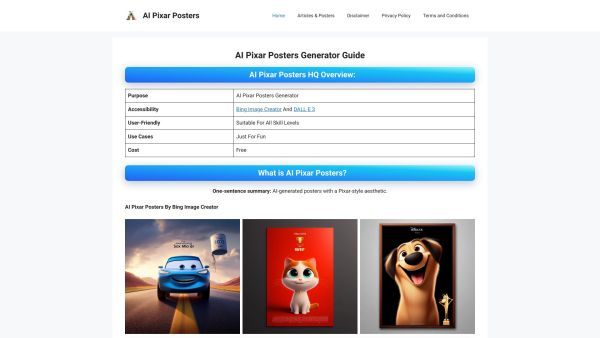 AI Pixar Posters
Home Articles & Posters Disclaimer Privacy Policy Terms and Conditions
AI Pixar Posters Generator Guide
AI Pixar Posters HQ Overview:
Purpose AI Pixar Posters Generator
Accessibility Bing Image Creator And DALL E 3
User-Friendly Suitable For All Skill Levels
Use Cases Just For Fun
Cost Free
What is AI Pixar Posters?
One-sentence summary: AI-generated posters with a Pixar-style aesthetic.
AI Pixar Posters By Bing Image Creator